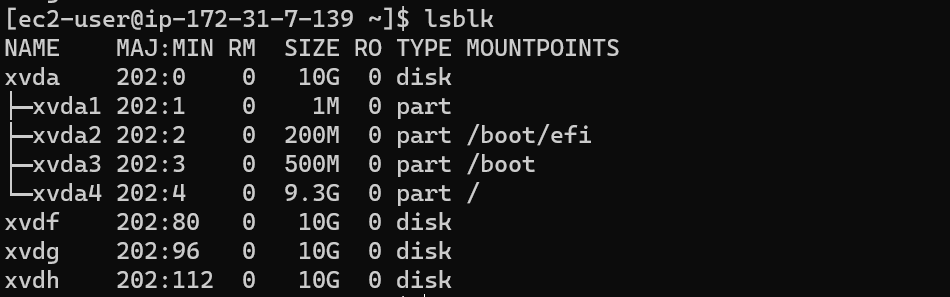 [ec2-user@ip-172-31-7-139 ~]$ lsblk
NAME    MAJ:MIN RM  SIZE RO TYPE MOUNTPOINTS
xvda    202:0    0   10G  0 disk
├─xvda1 202:1    0    1M  0 part
├─xvda2 202:2    0  200M  0 part /boot/efi
├─xvda3 202:3    0  500M  0 part /boot
└─xvda4 202:4    0  9.3G  0 part /
xvdf    202:80   0   10G  0 disk
xvdg    202:96   0   10G  0 disk
xvdh    202:112  0   10G  0 disk